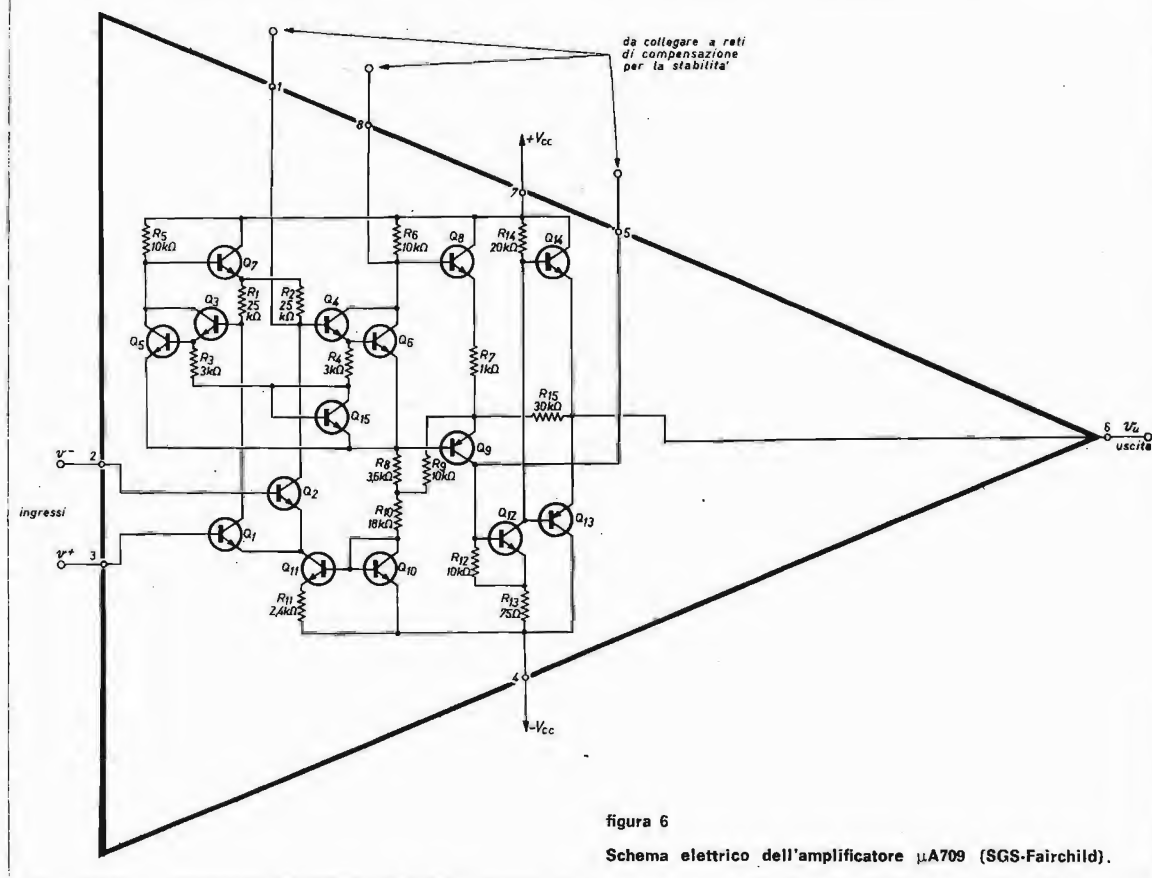 da collegare a reti
di compensazione
per la stabilita'
1
8
+Vcc
7
5
R5
10kΩ
Q7
R6
10kΩ
Q8
R14
20kΩ
Q14
R1
25
kΩ
R2
25
kΩ
Q3
Q4
Q5
Q6
R3
3kΩ
R4
3kΩ
R7
1kΩ
R15
30kΩ
Q15
Q9
6
vu
uscita
v-
2
R8
3,6kΩ
R9
10kΩ
Q2
ingressi
R10
18kΩ
Q12
Q13
v+
3
Q1
Q11
Q10
R12
10kΩ
R11
2,4kΩ
R13
75Ω
4
-Vcc
figura 6
Schema elettrico dell'amplificatore µA709 (SGS-Fairchild).